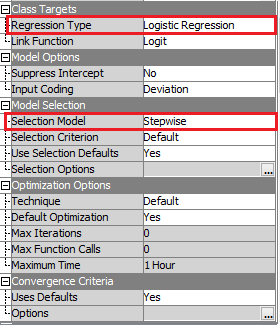 Class Targets
Regression Type Logistic Regression
Link Function Logit
Model Options
Suppress Intercept No
Input Coding Deviation
Model Selection
Selection Model Stepwise
Selection Criterion Default
Use Selection Defaults Yes
Selection Options ...
Optimization Options
Technique Default
Default Optimization Yes
Max Iterations 0
Max Function Calls 0
Maximum Time 1 Hour
Convergence Criteria
Uses Defaults Yes
Options ...